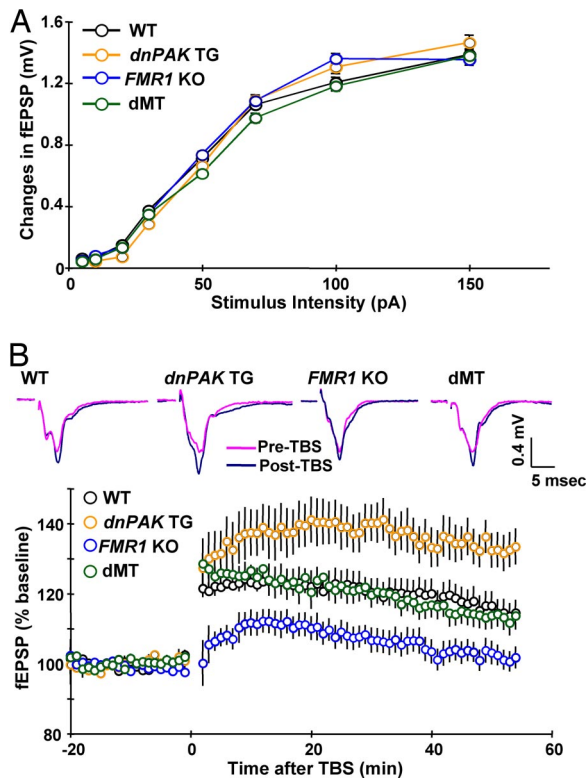 A
1.6
1.2
0.8
0.4
0
Changes in fEPSP (mV)
WT
dnPAK TG
FMR1 KO
dMT
0 50 100 150
Stimulus Intensity (pA)
B
WT dnPAK TG FMR1 KO dMT
Pre-TBS
Post-TBS
0.4 mV
5 msec
WT
dnPAK TG
FMR1 KO
dMT
140
120
100
80
fEPSP (% baseline)
-20 0 20 40 60
Time after TBS (min)